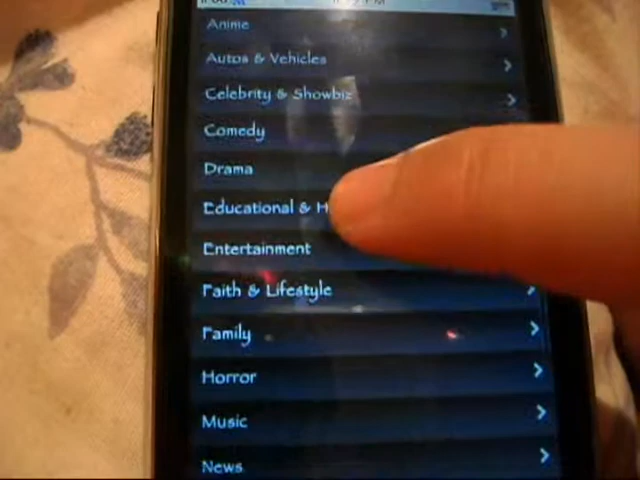 Anime
Autos & Vehicles
Celebrity & Showbiz
Comedy
Drama
Educational & H
Entertainment
Faith & Lifestyle
Family
Horror
Music
News